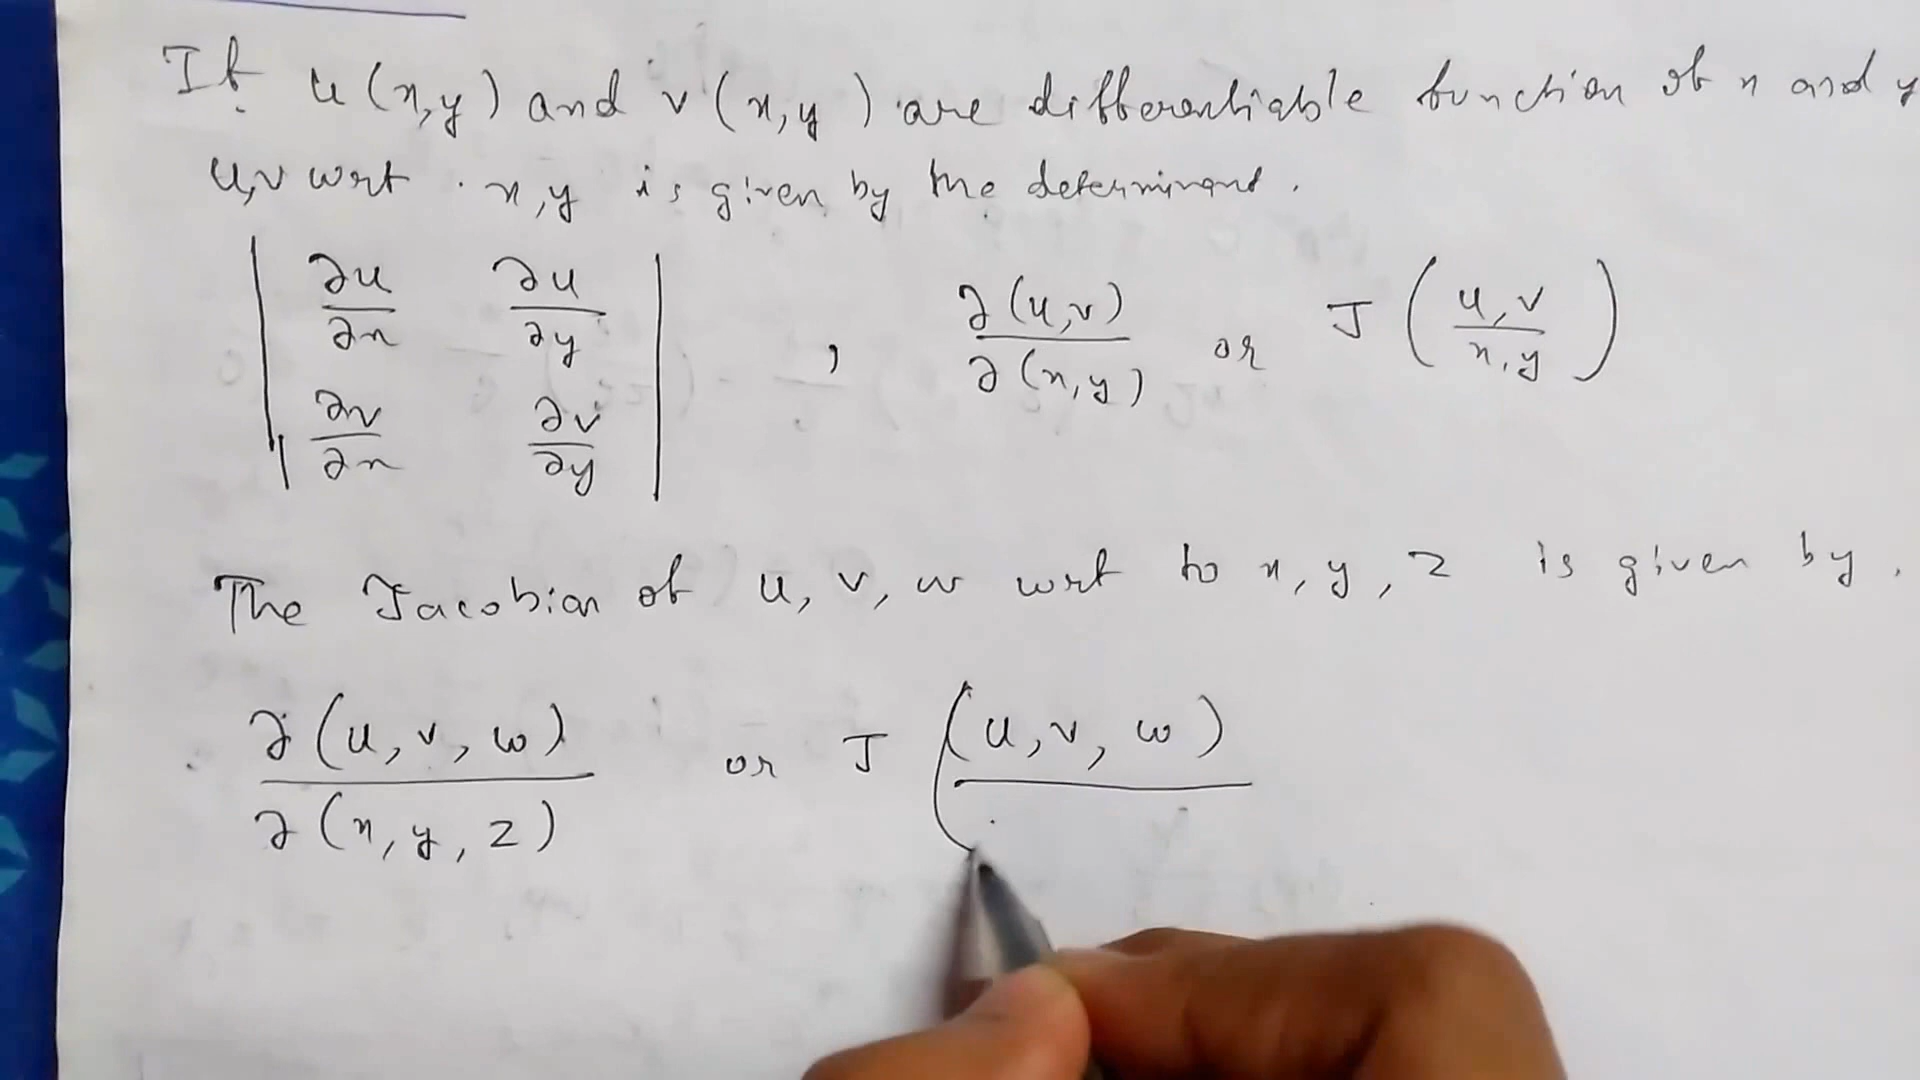 If u(x,y) and v(x,y) are differentiable function of x and y
u,v wrt x,y is given by the determinant.
| ∂u/∂x ∂u/∂y |
| ∂v/∂x ∂v/∂y | , ∂(u,v)/∂(x,y) or J(u,v/x,y)
The Jacobian of u, v, w wrt to x, y, z is given by.
∂(u,v,w)/∂(x,y,z) or J (u,v,w)